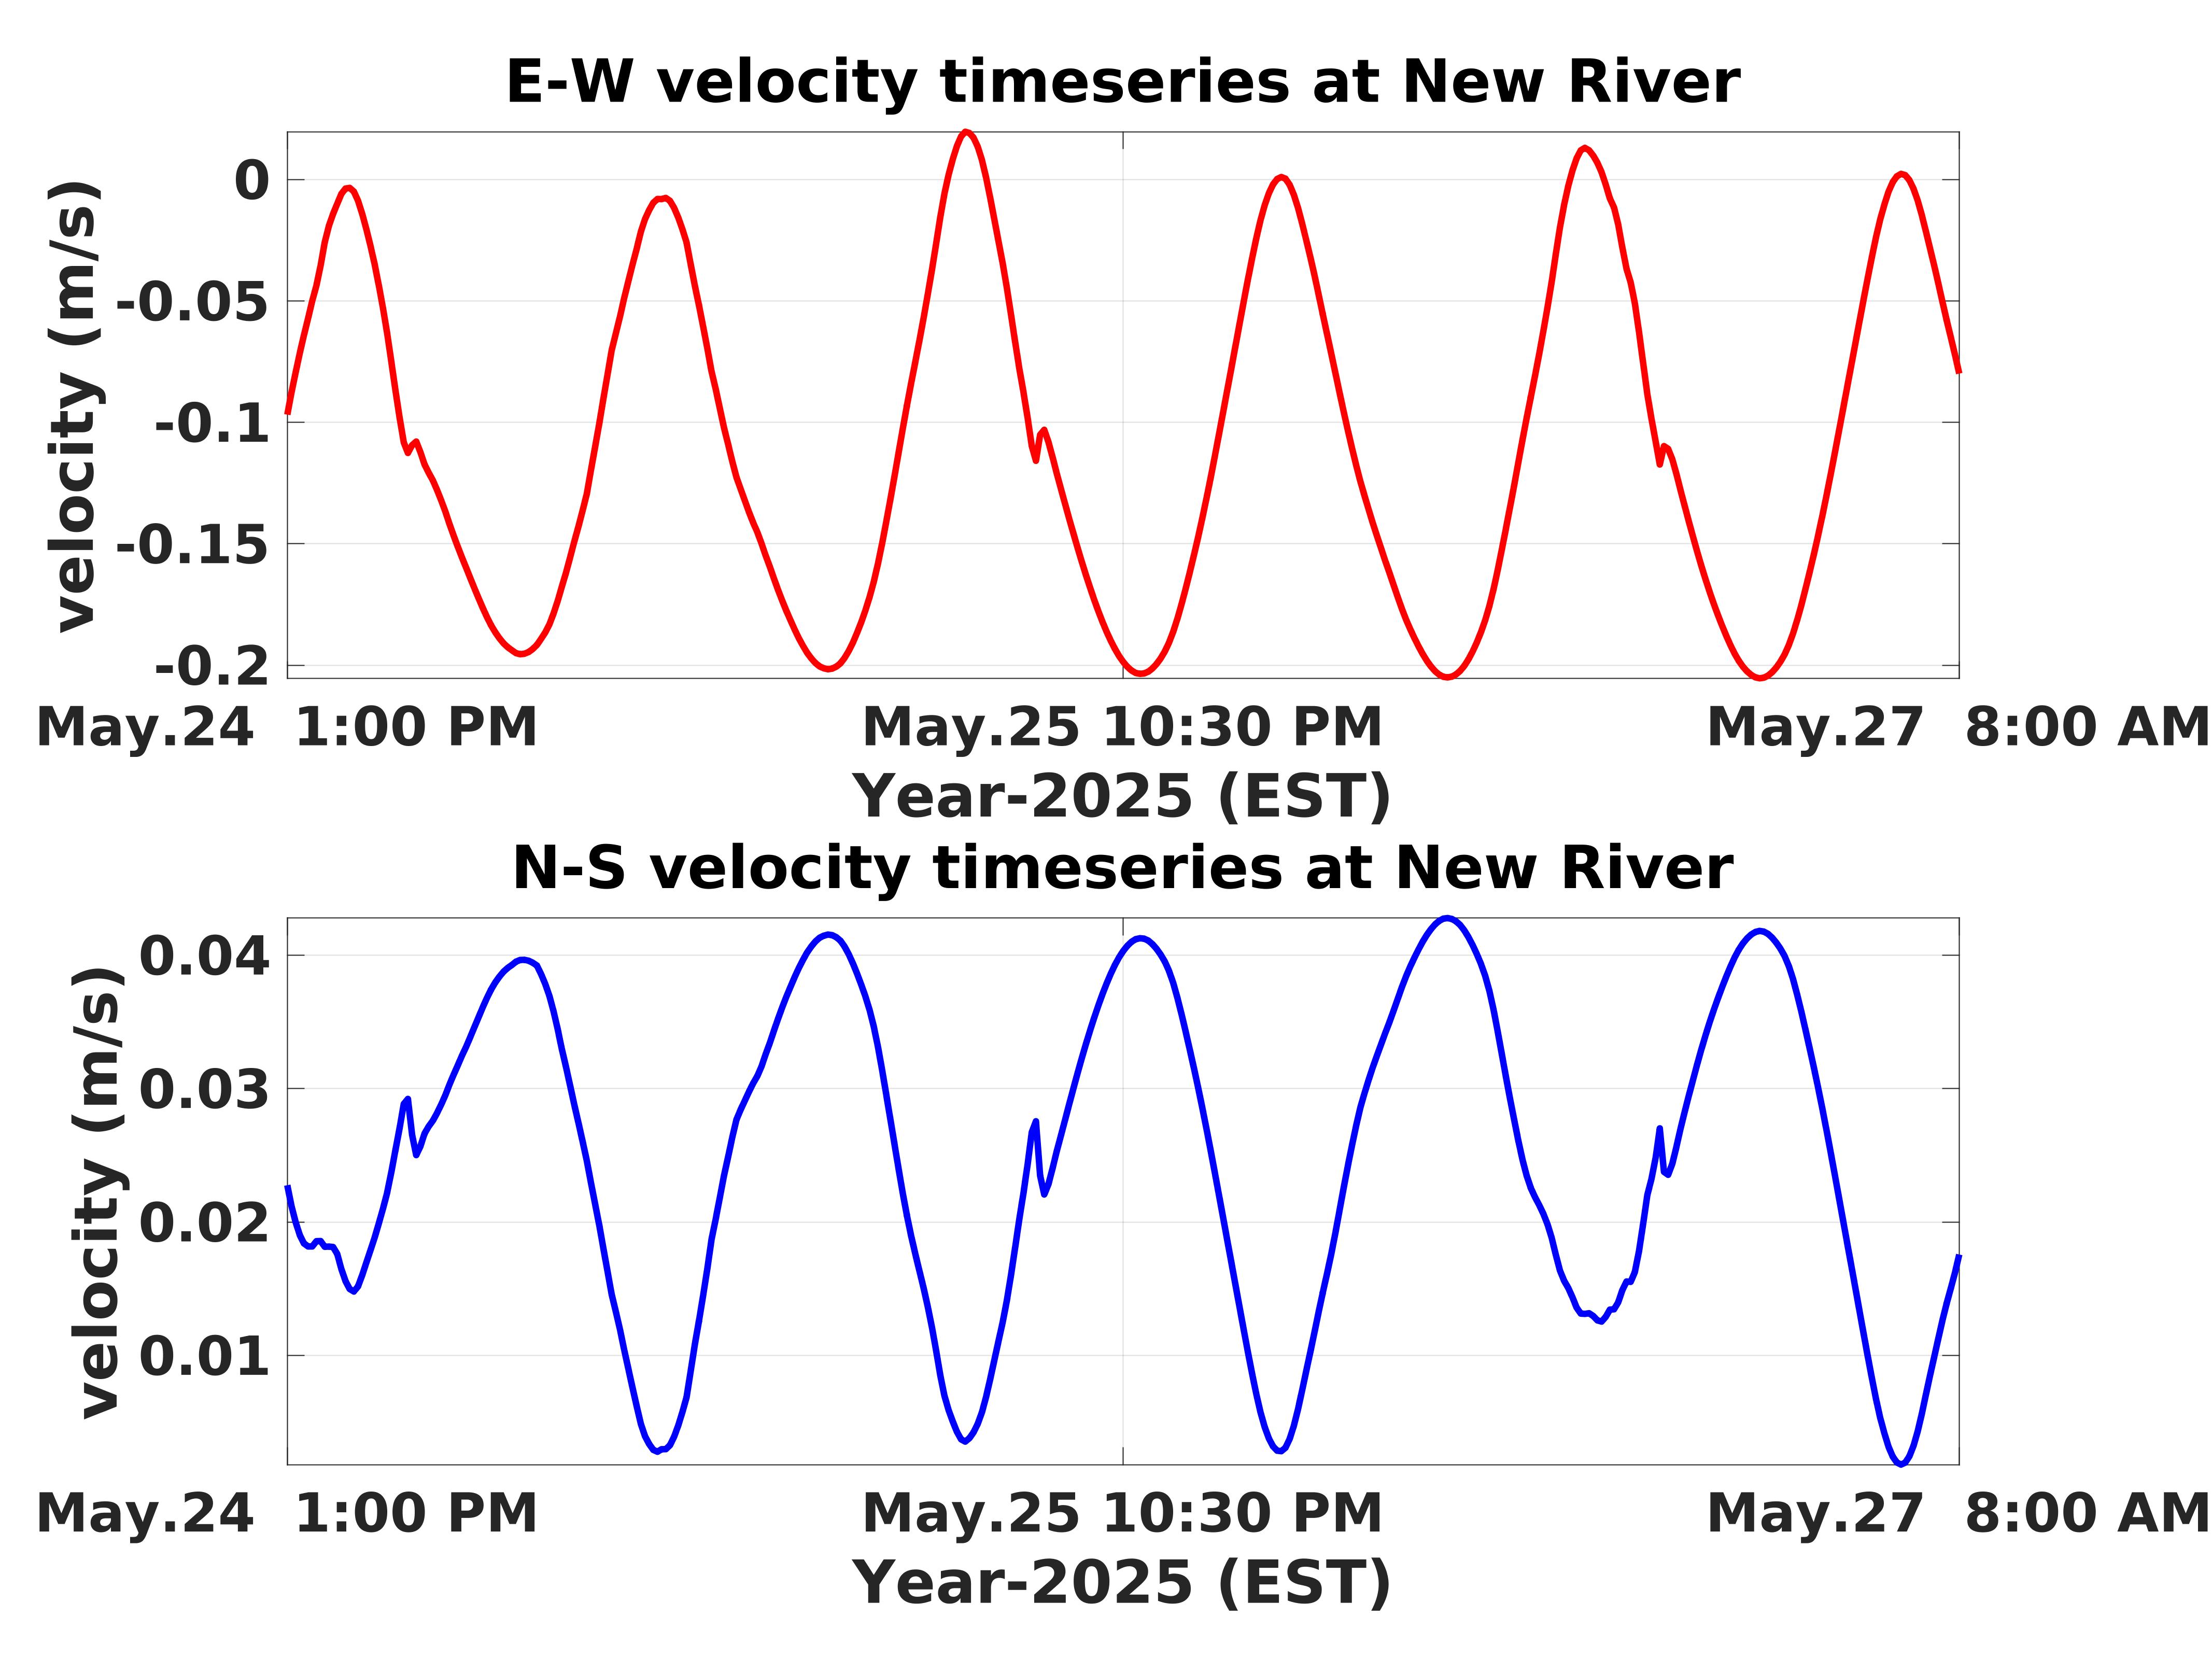 E-W velocity timeseries at New River
velocity (m/s)
0
-0.05
-0.1
-0.15
-0.2
May.24 1:00 PM May.25 10:30 PM May.27 8:00 AM
Year-2025 (EST)
N-S velocity timeseries at New River
velocity (m/s)
0.04
0.03
0.02
0.01
May.24 1:00 PM May.25 10:30 PM May.27 8:00 AM
Year-2025 (EST)